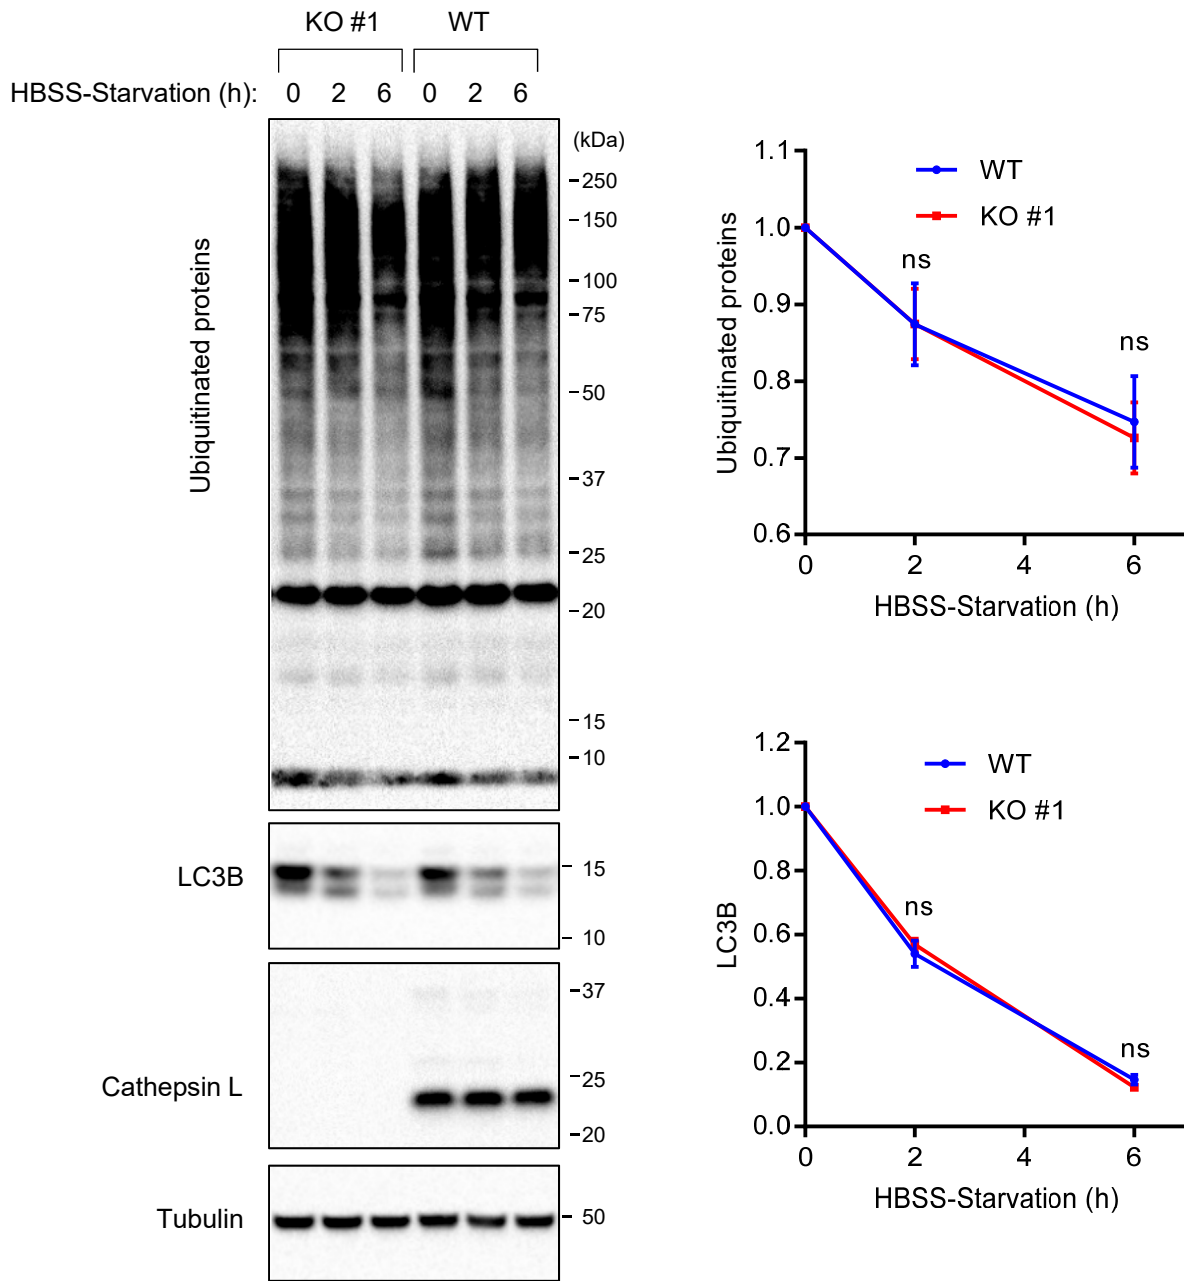 KO #1 WT
HBSS-Starvation (h): 0 2 6 0 2 6
(kDa)
250
150
100
75
50
37
25
20
15
10
Ubiquitinated proteins
LC3B
15
10
Cathepsin L
37
25
20
Tubulin
50
1.1
1.0
0.9
0.8
0.7
0.6
Ubiquitinated proteins
WT
KO #1
ns
ns
0 2 4 6
HBSS-Starvation (h)
1.2
1.0
0.8
0.6
0.4
0.2
0.0
LC3B
WT
KO #1
ns
ns
0 2 4 6
HBSS-Starvation (h)